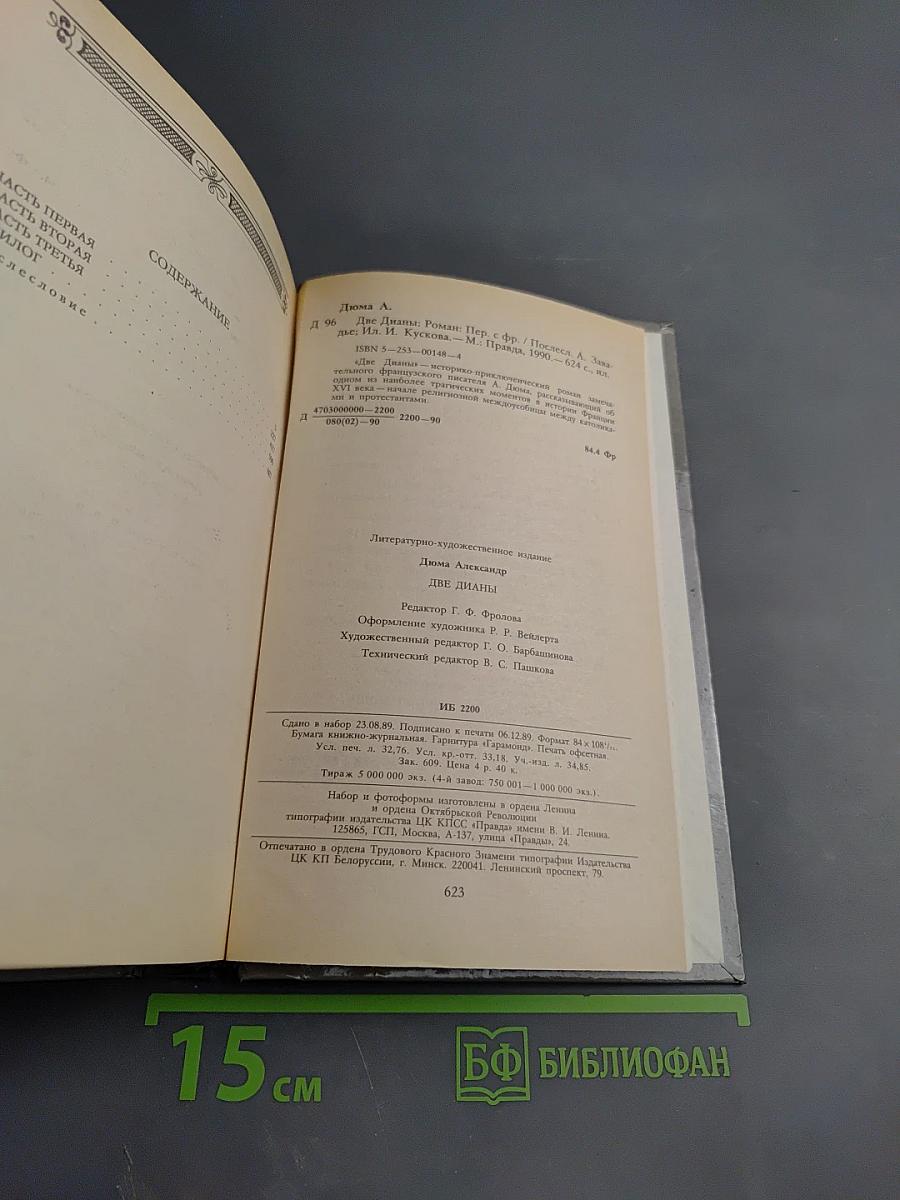 СОДЕРЖАНИЕ
ЧАСТЬ ПЕРВАЯ
ЧАСТЬ ВТОРАЯ
ЧАСТЬ ТРЕТЬЯ
Дюма А.
Д 96 Две Дианы: Роман: Пер. с фр. / Послесл. А. Зава-
дье; Ил. И. Кускова.— М.: Правда, 1990.— 624 с., ил.
ISBN 5—253—00148—4
«Две Дианы» — историко-приключенческий роман замеча-
тельного французского писателя А. Дюма, рассказывающий об
одном из наиболее трагических моментов в истории Франции
XVI века — начале религиозной междоусобицы между католика-
ми и протестантами.
Д 4703000000—2200
080(02)—90 2200—90
84.4 Фр
Литературно-художественное издание
Дюма Александр
ДВЕ ДИАНЫ
Редактор Г. Ф. Фролова
Оформление художника Р. Р. Вейлерта
Художественный редактор Г. О. Барбашинова
Технический редактор В. С. Пашкова
ИБ 2200
Сдано в набор 23.08.89. Подписано к печати 06.12.89. Формат 84×108¹/₃₂.
Бумага книжно-журнальная. Гарнитура «Гарамонд». Печать офсетная.
Усл. печ. л. 32,76. Усл. кр.-отт. 33,18. Уч.-изд. л. 34,85.
Зак. 609. Цена 4 р. 40 к.
Тираж 5 000 000 экз. (4-й завод: 750 001—1 000 000 экз.).
Набор и фотоформы изготовлены в ордена Ленина
и ордена Октябрьской Революции
типографии издательства ЦК КПСС «Правда» имени В. И. Ленина.
125865, ГСП, Москва, А-137, улица «Правды», 24.
Отпечатано в ордена Трудового Красного Знамени типографии Издательства
ЦК КП Белоруссии, г. Минск. 220041. Ленинский проспект, 79.
623
15 см
БФ БИБЛИОФАН